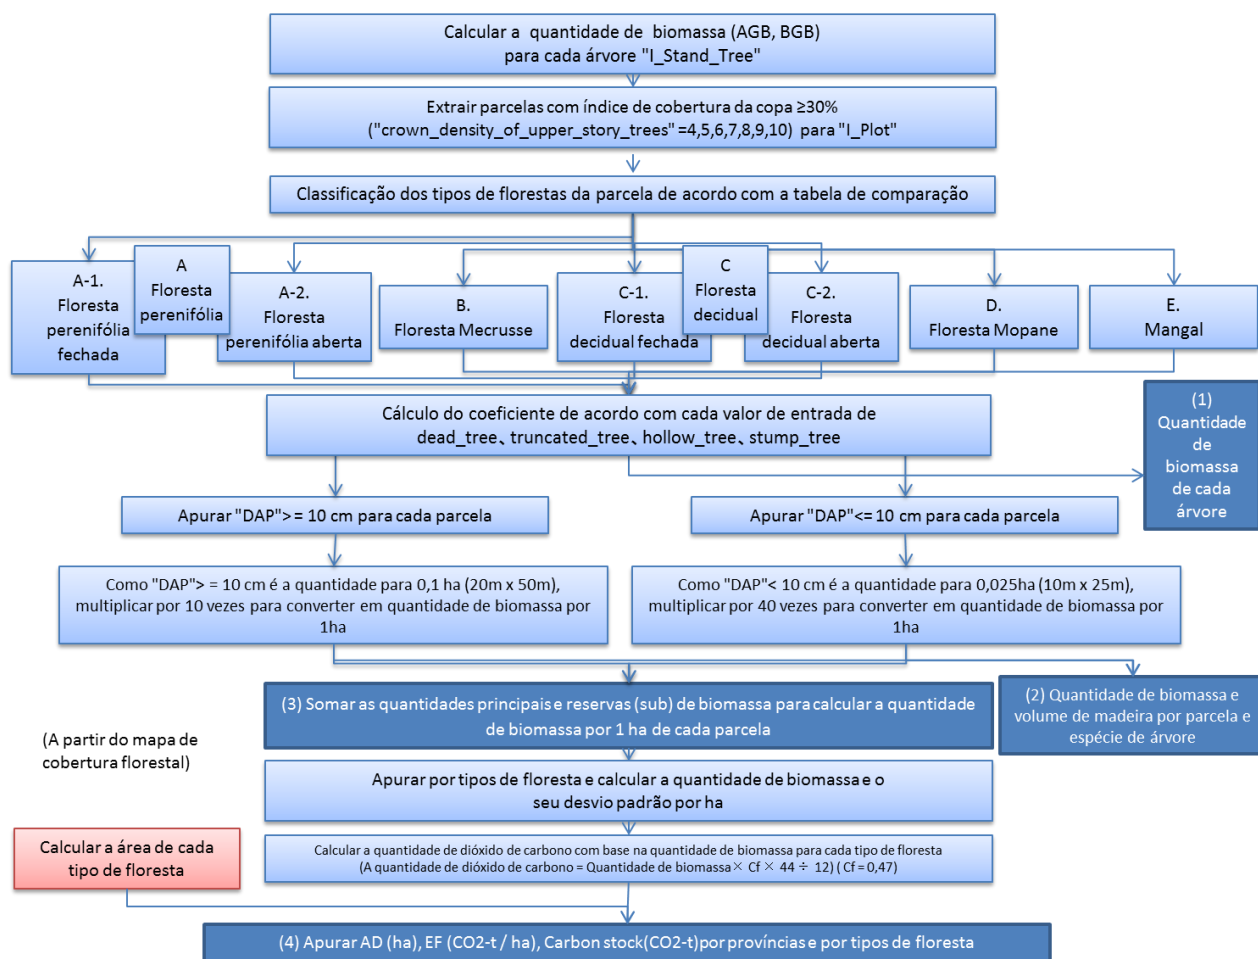 Calcular a quantidade de biomassa (AGB, BGB)
para cada árvore "I_Stand_Tree"
Extrair parcelas com índice de cobertura da copa ≥30%
("crown_density_of_upper_story_trees" =4,5,6,7,8,9,10) para "I_Plot"
Classificação dos tipos de florestas da parcela de acordo com a tabela de comparação
A-1.
Floresta
perenifólia
fechada
A
Floresta
perenifólia
A-2.
Floresta
perenifólia aberta
B.
Floresta Mecrusse
C-1.
Floresta
decidual fechada
C
Floresta
decidual
C-2.
Floresta
decidual aberta
D.
Floresta Mopane
E.
Mangal
Cálculo do coeficiente de acordo com cada valor de entrada de
dead_tree、truncated_tree、hollow_tree、stump_tree
(1)
Quantidade
de
biomassa
de cada
árvore
Apurar "DAP">= 10 cm para cada parcela
Apurar "DAP"<= 10 cm para cada parcela
Como "DAP"> = 10 cm é a quantidade para 0,1 ha (20m x 50m),
multiplicar por 10 vezes para converter em quantidade de biomassa por
1ha
Como "DAP"< 10 cm é a quantidade para 0,025ha (10m x 25m),
multiplicar por 40 vezes para converter em quantidade de biomassa por
1ha
(3) Somar as quantidades principais e reservas (sub) de biomassa para calcular a quantidade
de biomassa por 1 ha de cada parcela
(2) Quantidade de biomassa e
volume de madeira por parcela e
espécie de árvore
(A partir do mapa de
cobertura florestal)
Apurar por tipos de floresta e calcular a quantidade de biomassa e o
seu desvio padrão por ha
Calcular a área de cada
tipo de floresta
Calcular a quantidade de dióxido de carbono com base na quantidade de biomassa para cada tipo de floresta
(A quantidade de dióxido de carbono = Quantidade de biomassa× Cf × 44 ÷ 12) ( Cf = 0,47)
(4) Apurar AD (ha), EF (CO2-t / ha), Carbon stock(CO2-t)por províncias e por tipos de floresta